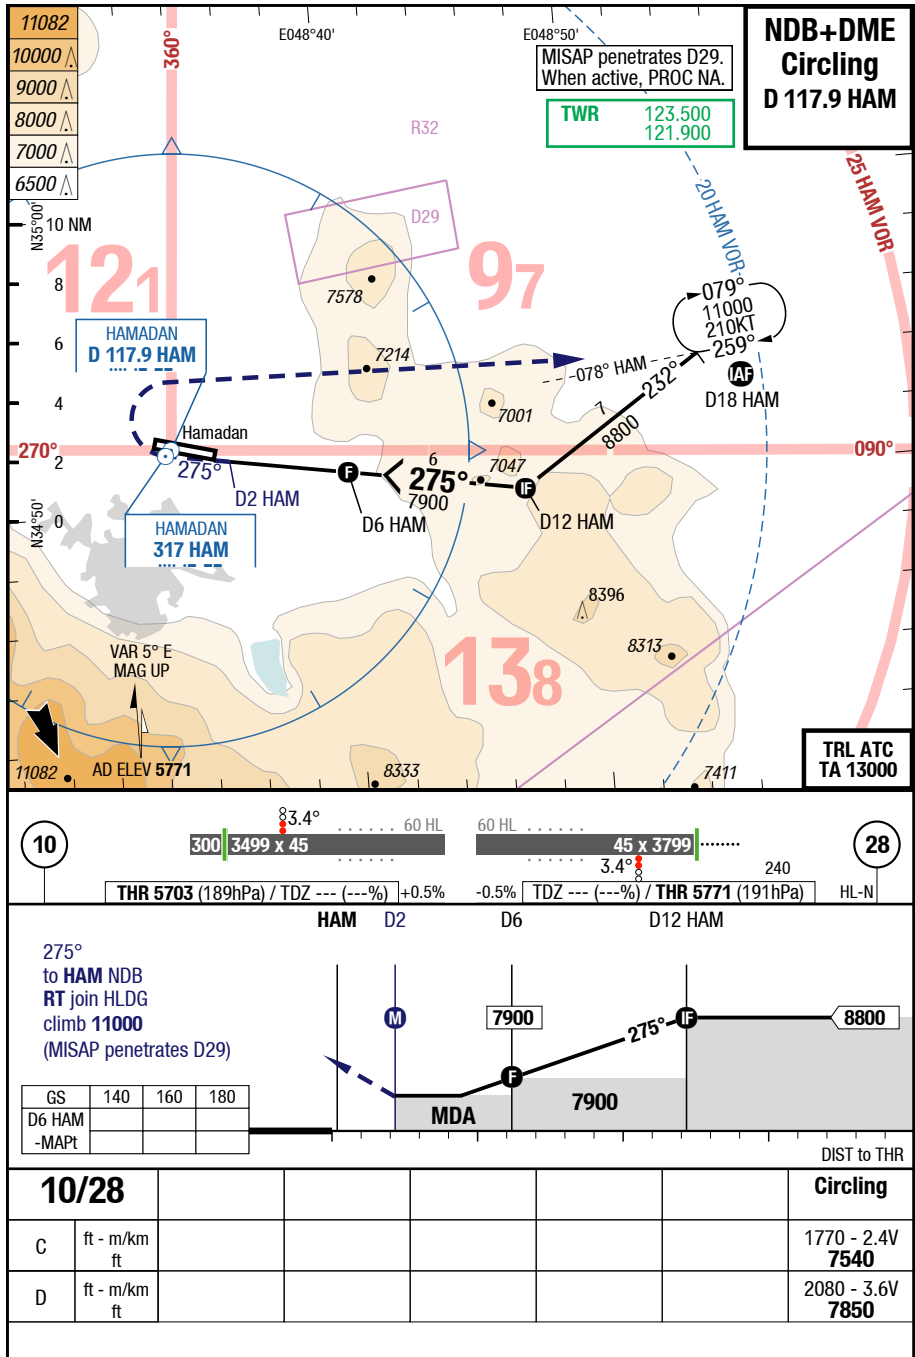 11082
10000
9000
8000
7000
6500
360°
E048°40'
E048°50'
MISAP penetrates D29.
When active, PROC NA.
TWR 123.500
121.900
NDB+DME
Circling
D 117.9 HAM
R32
D29
20 HAM VOR
25 HAM VOR
N35°00'
10 NM
8
6
4
2
0
N34°50'
121
97
138
7578
7214
7001
7047
8396
8313
8333
7411
11082
HAMADAN
D 117.9 HAM
079°
11000
210KT
259°
IAF
D18 HAM
078° HAM
232°
7
8800
Hamadan
270°
090°
275°
D2 HAM
F
D6 HAM
6
275°
7900
IF
D12 HAM
HAMADAN
317 HAM
VAR 5° E
MAG UP
AD ELEV 5771
TRL ATC
TA 13000
10
3.4°
60 HL
300 3499 x 45
THR 5703 (189hPa) / TDZ --- (---%) +0.5%
60 HL
45 x 3799
3.4°
240
-0.5% TDZ --- (---%) / THR 5771 (191hPa)
HL-N
28
HAM D2 D6 D12 HAM
275°
to HAM NDB
RT join HLDG
climb 11000
(MISAP penetrates D29)
M
7900
275°
IF
8800
F
MDA
7900
GS 140 160 180
D6 HAM
-MAPt
DIST to THR
10/28 Circling
C ft - m/km 1770 - 2.4V
ft 7540
D ft - m/km 2080 - 3.6V
ft 7850